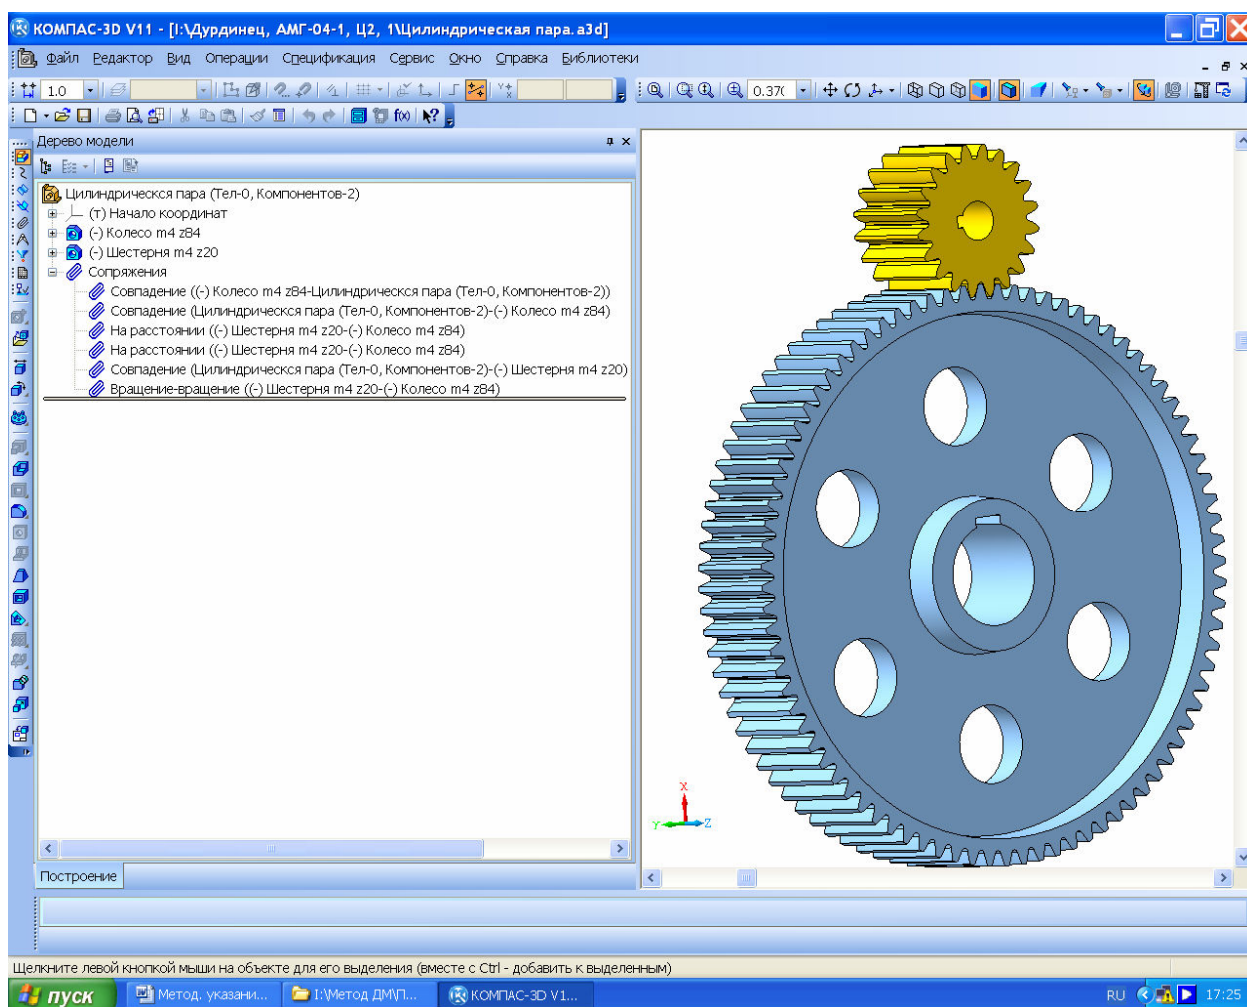 КОМПАС-3D V11 - [I:\Дурдинец, АМГ-04-1, Ц2, 1\Цилиндрическая пара.a3d]
Файл Редактор Вид Операции Спецификация Сервис Окно Справка Библиотеки
1.0
0.370
f(x)
Дерево модели
Цилиндрическся пара (Тел-0, Компонентов-2)
(т) Начало координат
(-) Колесо m4 z84
(-) Шестерня m4 z20
Сопряжения
Совпадение ((-) Колесо m4 z84-Цилиндрическся пара (Тел-0, Компонентов-2))
Совпадение (Цилиндрическся пара (Тел-0, Компонентов-2)-(-) Колесо m4 z84)
На расстоянии ((-) Шестерня m4 z20-(-) Колесо m4 z84)
На расстоянии ((-) Шестерня m4 z20-(-) Колесо m4 z84)
Совпадение (Цилиндрическся пара (Тел-0, Компонентов-2)-(-) Шестерня m4 z20)
Вращение-вращение ((-) Шестерня m4 z20-(-) Колесо m4 z84)
X
Y Z
Построение
Щелкните левой кнопкой мыши на объекте для его выделения (вместе с Ctrl - добавить к выделенным)
пуск Метод. указани... I:\Метод ДМ\П... КОМПАС-3D V1... RU 17:25